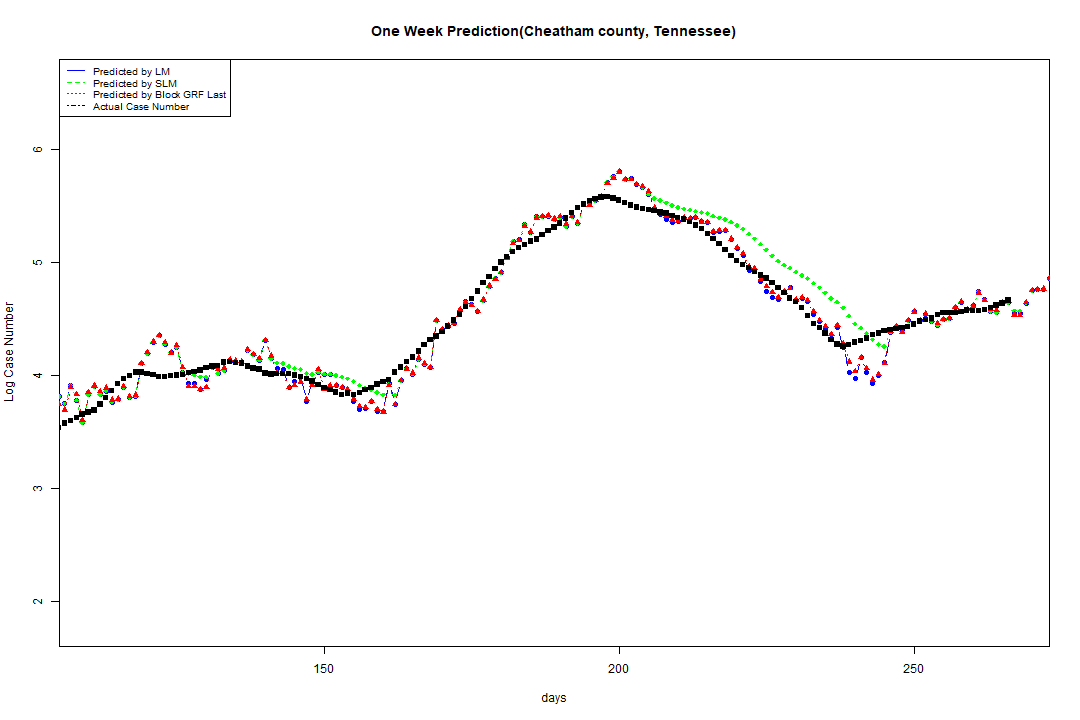 One Week Prediction(Cheatham county, Tennessee)
Predicted by LM
Predicted by SLM
Predicted by Block GRF Last
Actual Case Number
6
5
4
3
2
Log Case Number
150 200 250
days